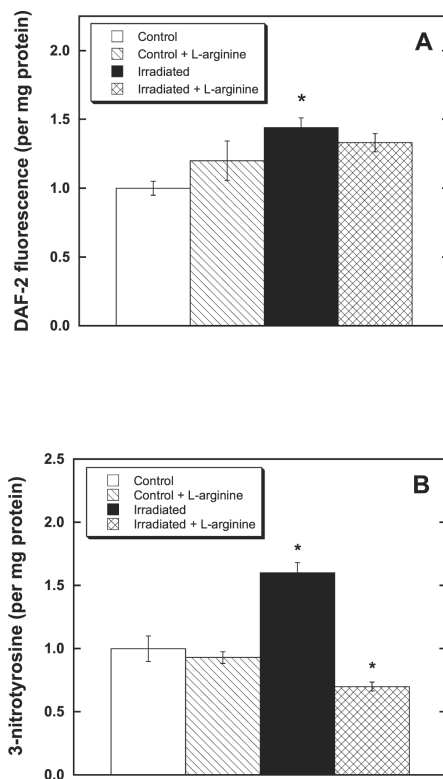 A
Control
Control + L-arginine
Irradiated
Irradiated + L-arginine
DAF-2 fluorescence (per mg protein)
2.0
1.5
1.0
0.5
0.0
*
B
Control
Control + L-arginine
Irradiated
Irradiated + L-arginine
3-nitrotyrosine (per mg protein)
2.5
2.0
1.5
1.0
0.5
0.0
*
*